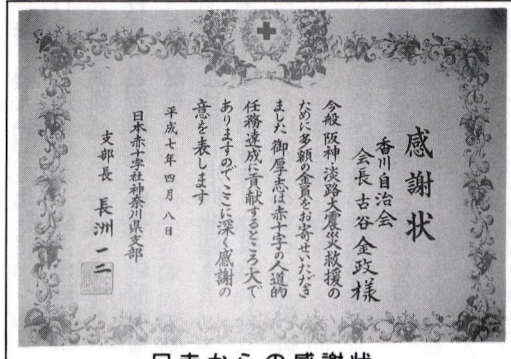 感謝状
香川自治会
会長 古谷金政様
今般阪神・淡路大震災救援の
ために多額の金員をお寄せいただき
ました 御厚志は赤十字の人道的
任務達成に貢献するところ大で
ありますので ここに深く感謝の
意を表します
平成七年四月八日
日本赤十字社神奈川県支部
支部長 長洲一二
日赤からの感謝状